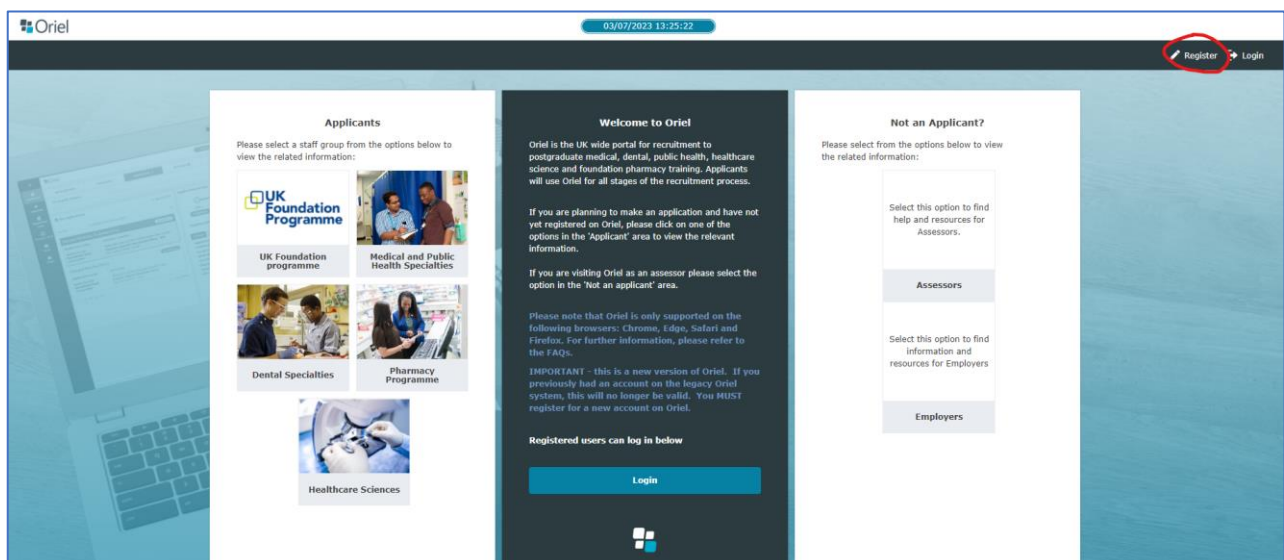 Oriel
03/07/2023 13:25:22
Register
Login
Applicants
Please select a staff group from the options below to
view the related information:
UK
Foundation
Programme
UK Foundation
programme
Medical and Public
Health Specialties
Dental Specialties
Pharmacy
Programme
Healthcare Sciences
Welcome to Oriel
Oriel is the UK wide portal for recruitment to
postgraduate medical, dental, public health, healthcare
science and foundation pharmacy training. Applicants
will use Oriel for all stages of the recruitment process.
If you are planning to make an application and have not
yet registered on Oriel, please click on one of the
options in the 'Applicant' area to view the relevant
information.
If you are visiting Oriel as an assessor please select the
option in the 'Not an applicant' area.
Please note that Oriel is only supported on the
following browsers: Chrome, Edge, Safari and
Firefox. For further information, please refer to
the FAQs.
IMPORTANT - this is a new version of Oriel. If you
previously had an account on the legacy Oriel
system, this will no longer be valid. You MUST
register for a new account on Oriel.
Registered users can log in below
Login
Not an Applicant?
Please select from the options below to view
the related information:
Select this option to find
help and resources for
Assessors.
Assessors
Select this option to find
information and
resources for Employers
Employers